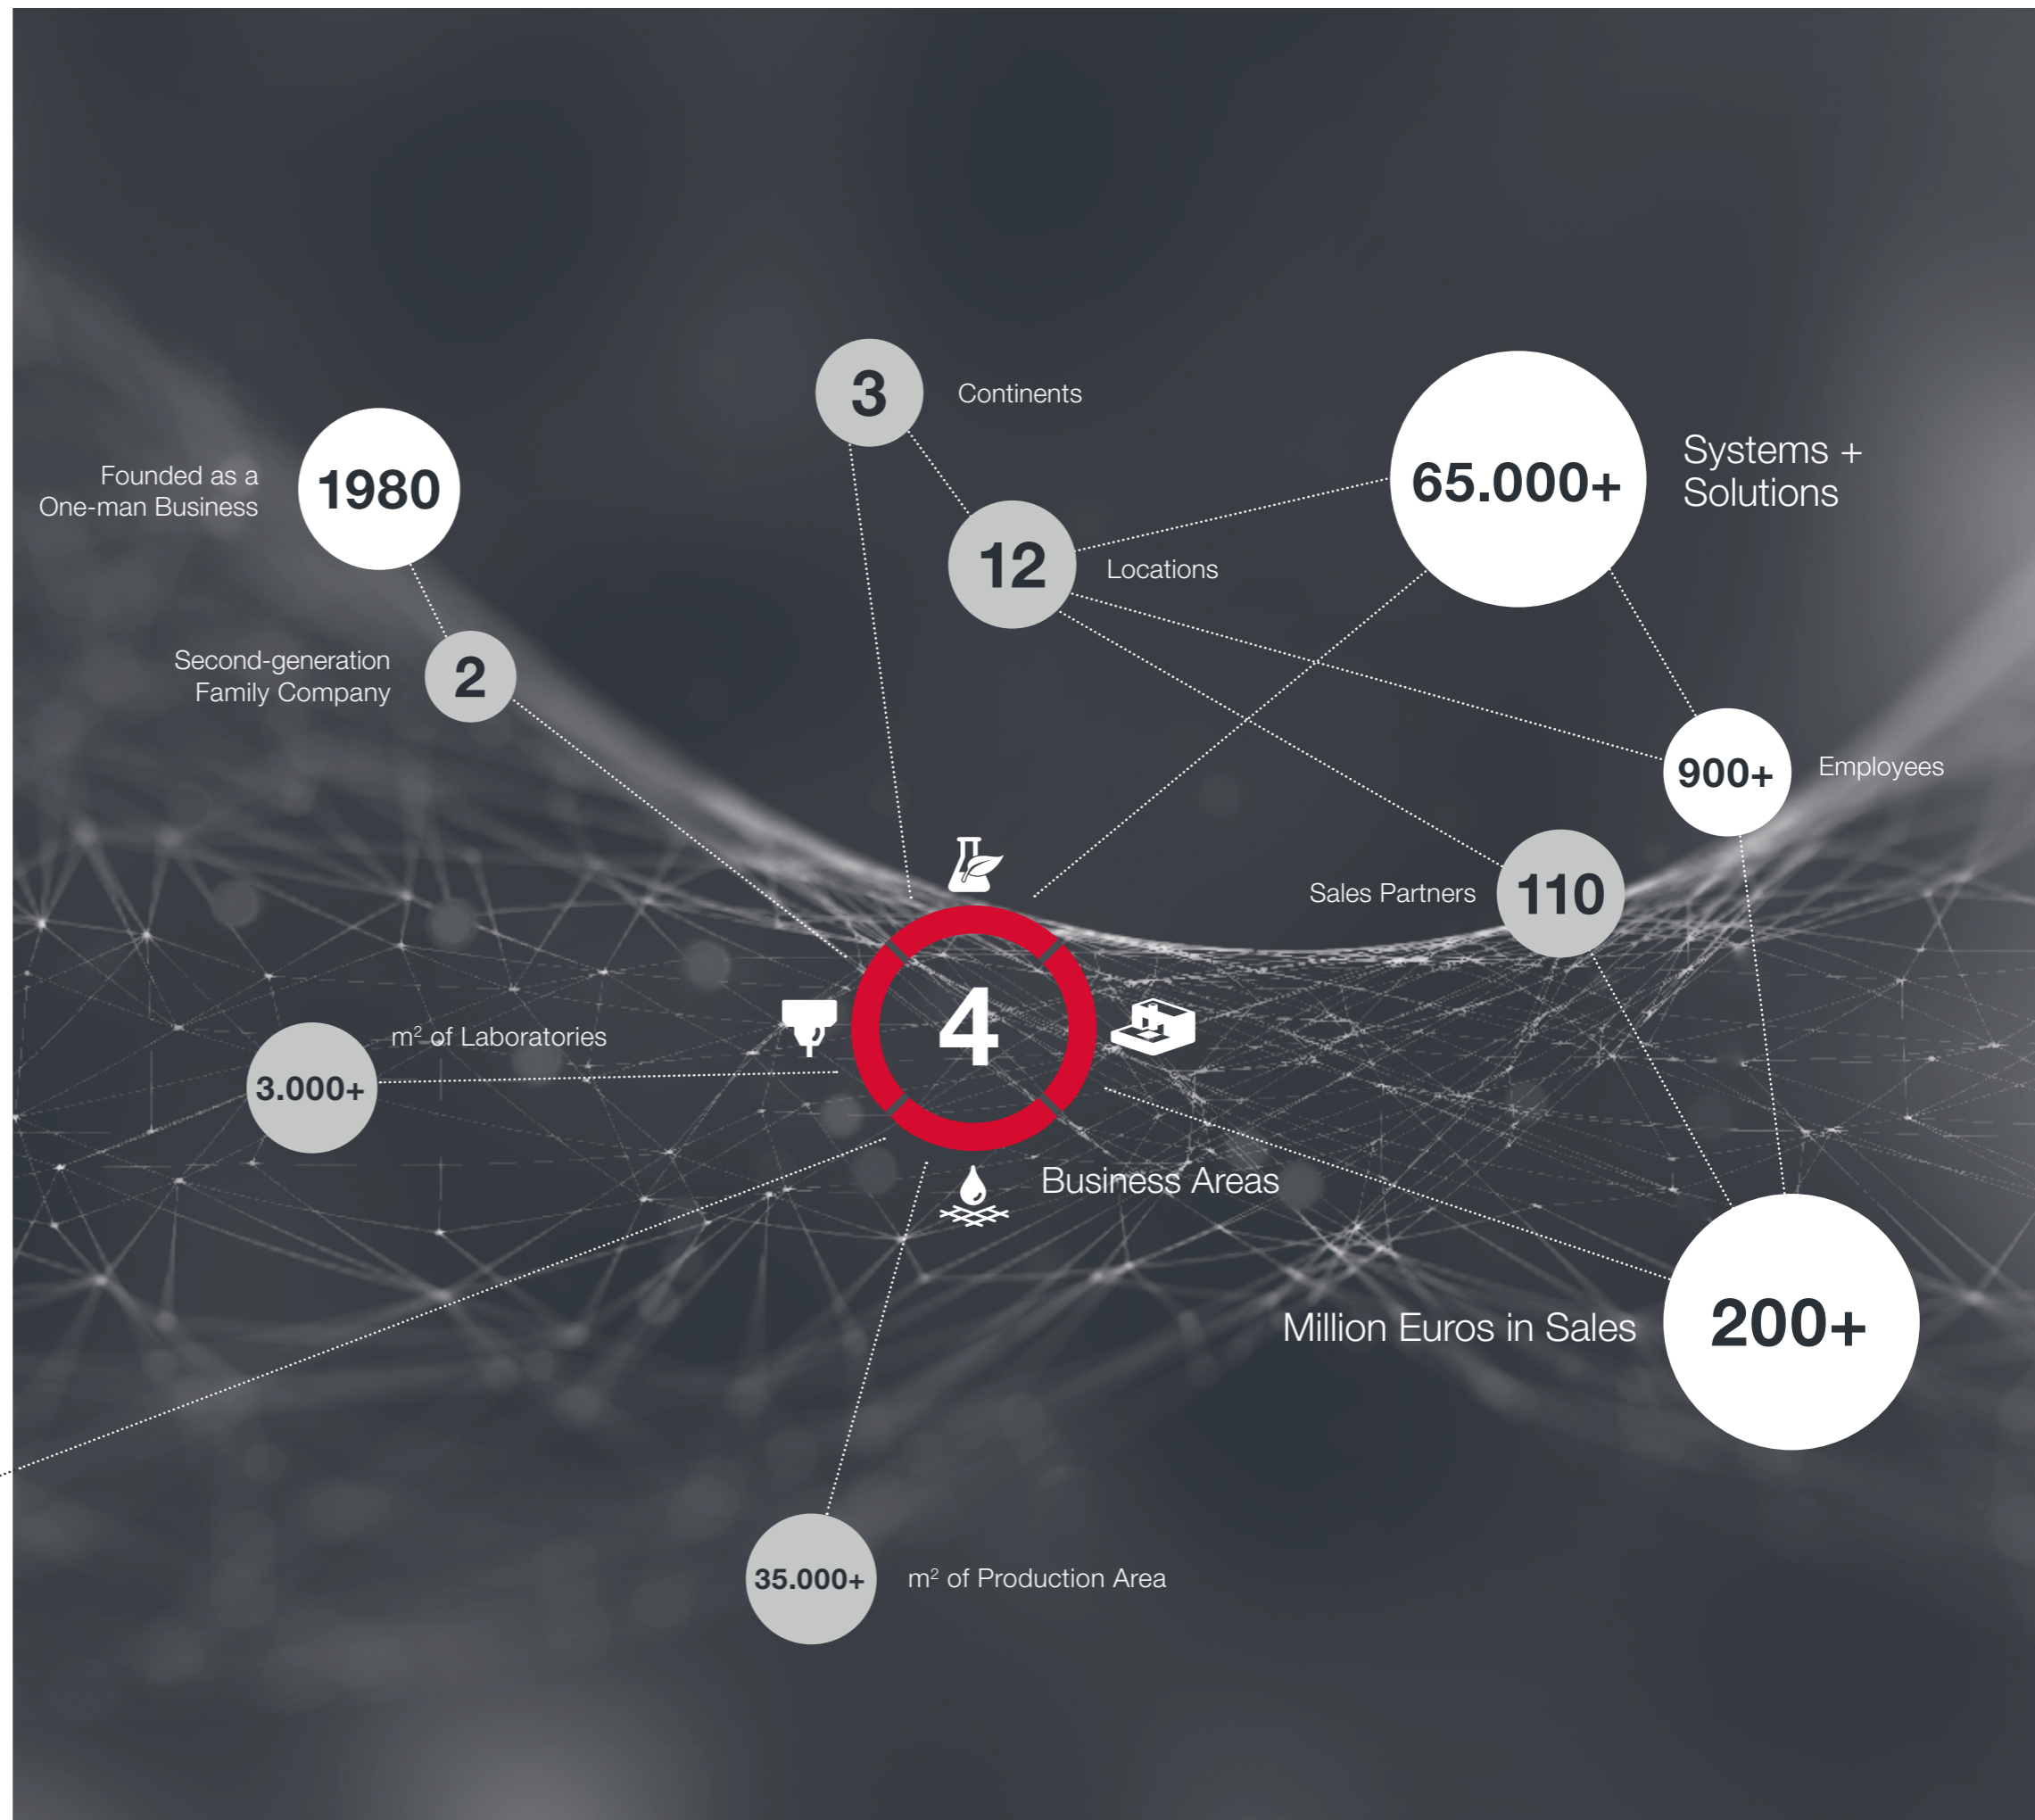 Founded as a
One-man Business
1980
Second-generation
Family Company
2
3
Continents
12
Locations
65.000+
Systems +
Solutions
900+
Employees
Sales Partners
110
m² of Laboratories
3.000+
4
Business Areas
Million Euros in Sales
200+
35.000+
m² of Production Area